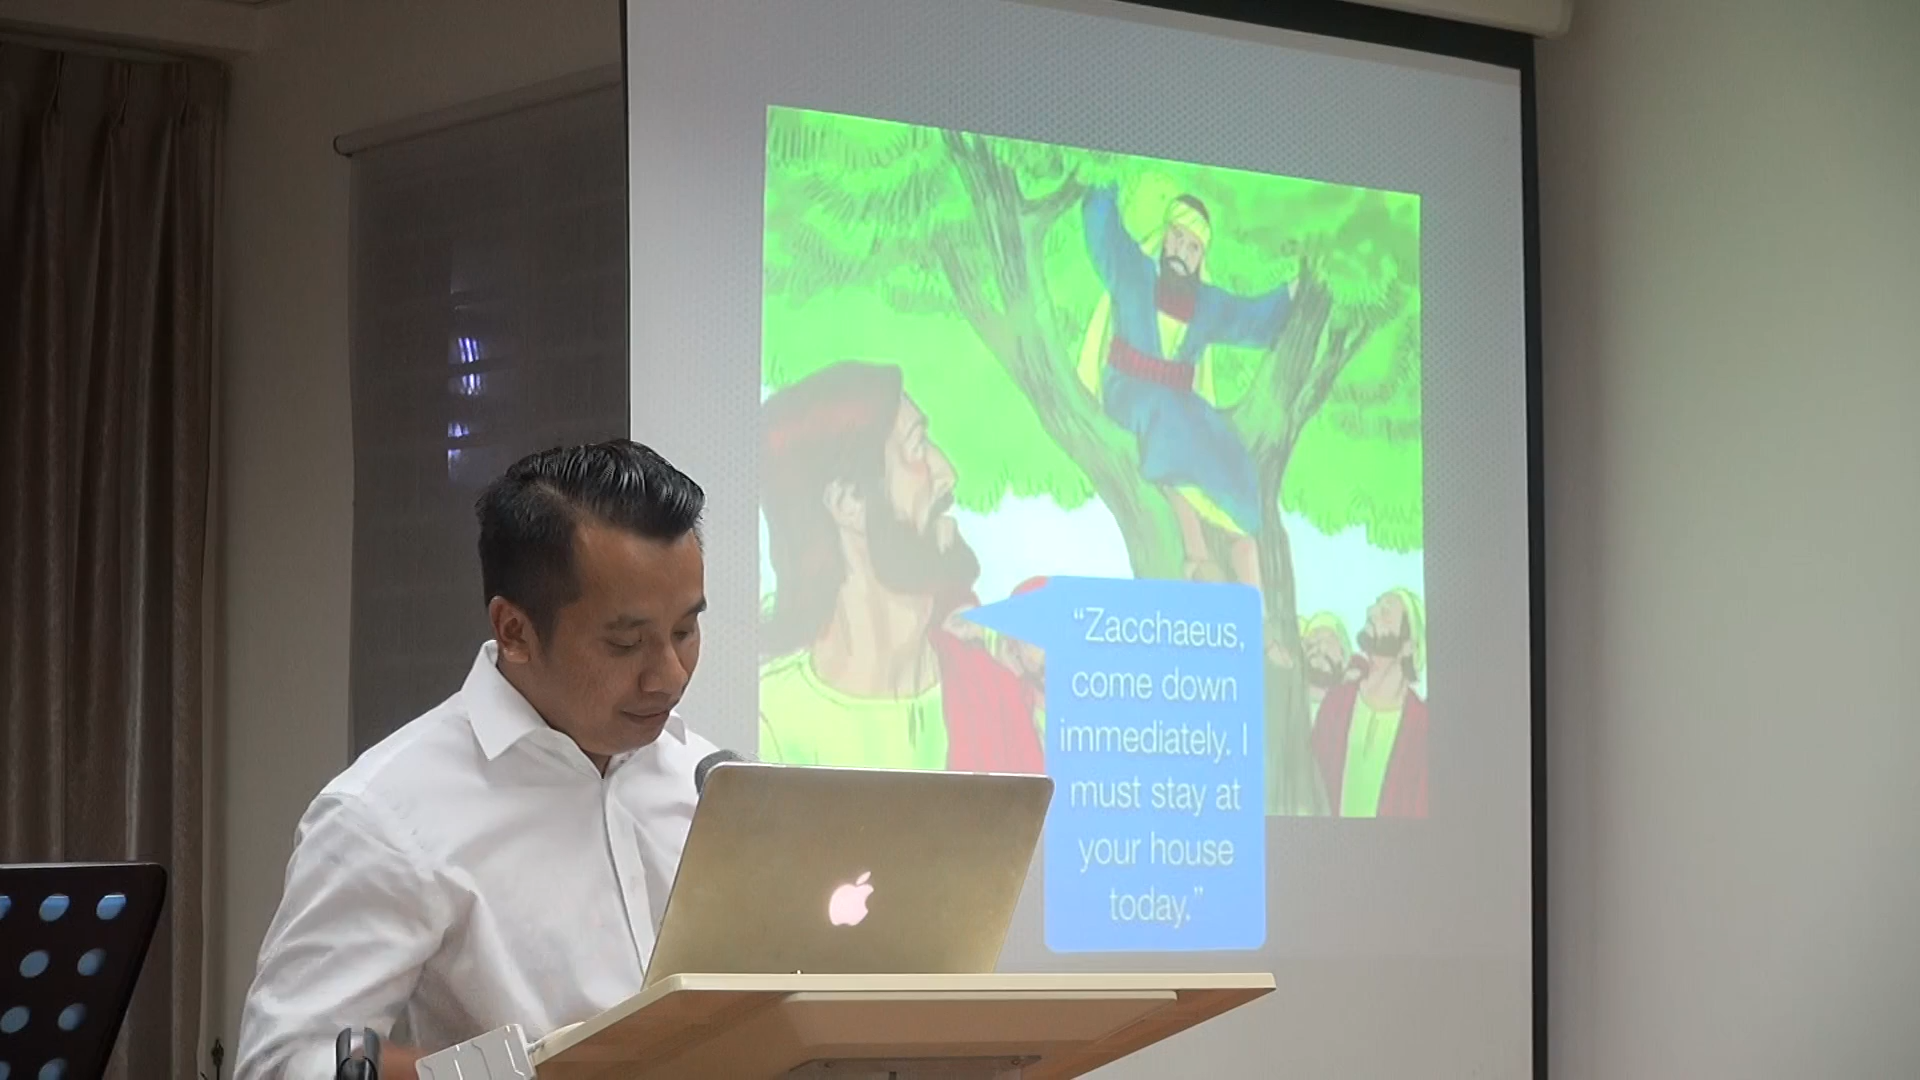 “Zacchaeus,
come down
immediately. I
must stay at
your house
today.”